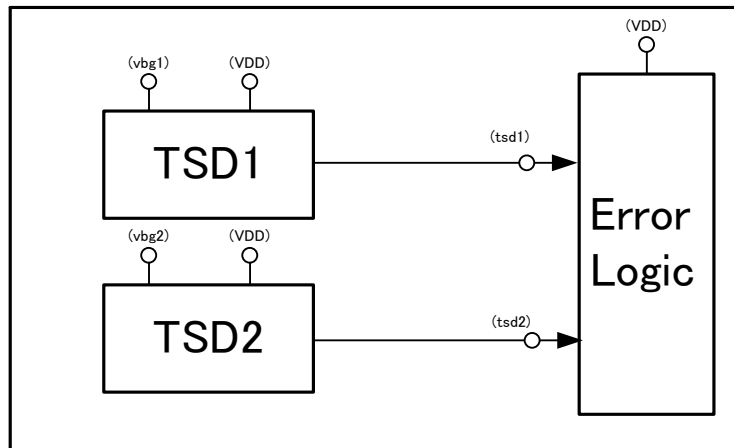 (VDD)
(vbg1)
(VDD)
TSD1
(tsd1)
Error
Logic
(vbg2)
(VDD)
TSD2
(tsd2)